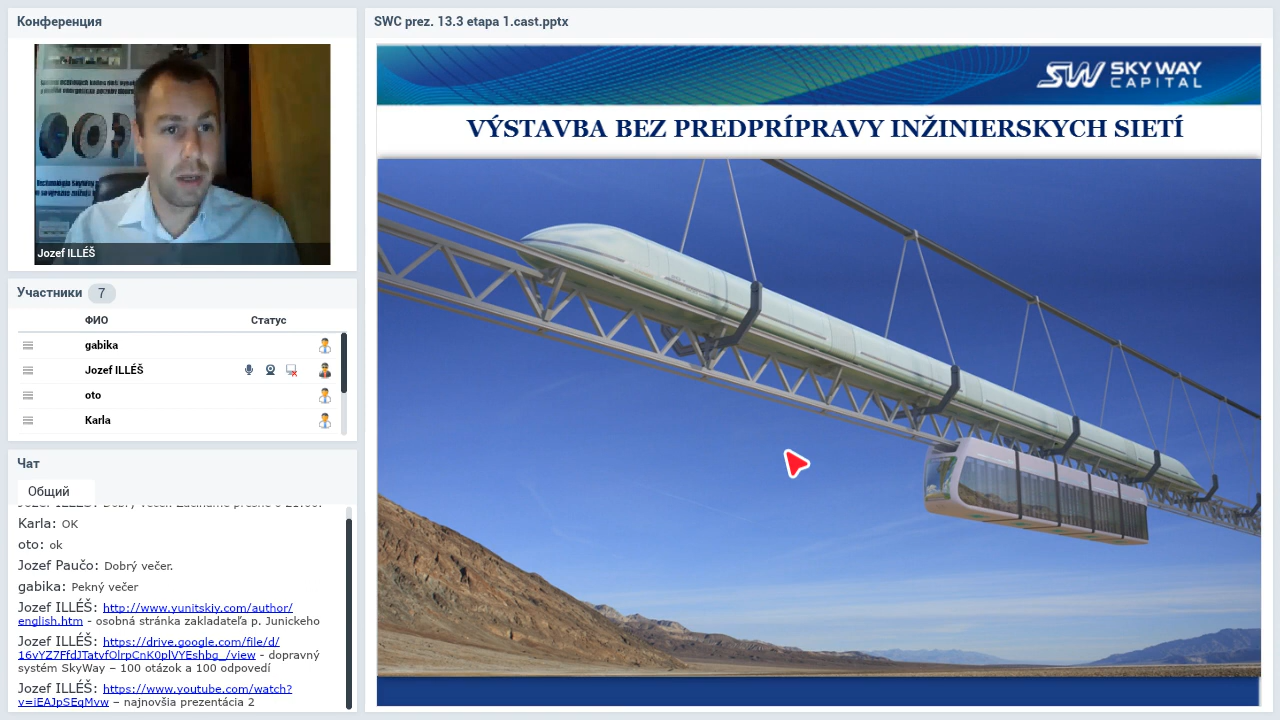 Конференция
Jozef ILLÉŠ
Участники 7
ФИО Статус
gabika
Jozef ILLÉŠ
oto
Karla
Чат
Общий
Karla: OK
oto: ok
Jozef Paučo: Dobrý večer.
gabika: Pekný večer
Jozef ILLÉŠ: http://www.yunitskiy.com/author/
english.htm - osobná stránka zakladateľa p. Junickeho
Jozef ILLÉŠ: https://drive.google.com/file/d/
16vYZ7FfdJTatvfOlrpCnK0plVYEshbg_/view - dopravný
systém SkyWay – 100 otázok a 100 odpovedí
Jozef ILLÉŠ: https://www.youtube.com/watch?
v=iEAJpSEqMvw – najnovšia prezentácia 2
SWC prez. 13.3 etapa 1.cast.pptx
SW SKY WAY
CAPITAL
VÝSTAVBA BEZ PREDPRÍPRAVY INŽINIERSKYCH SIETÍ